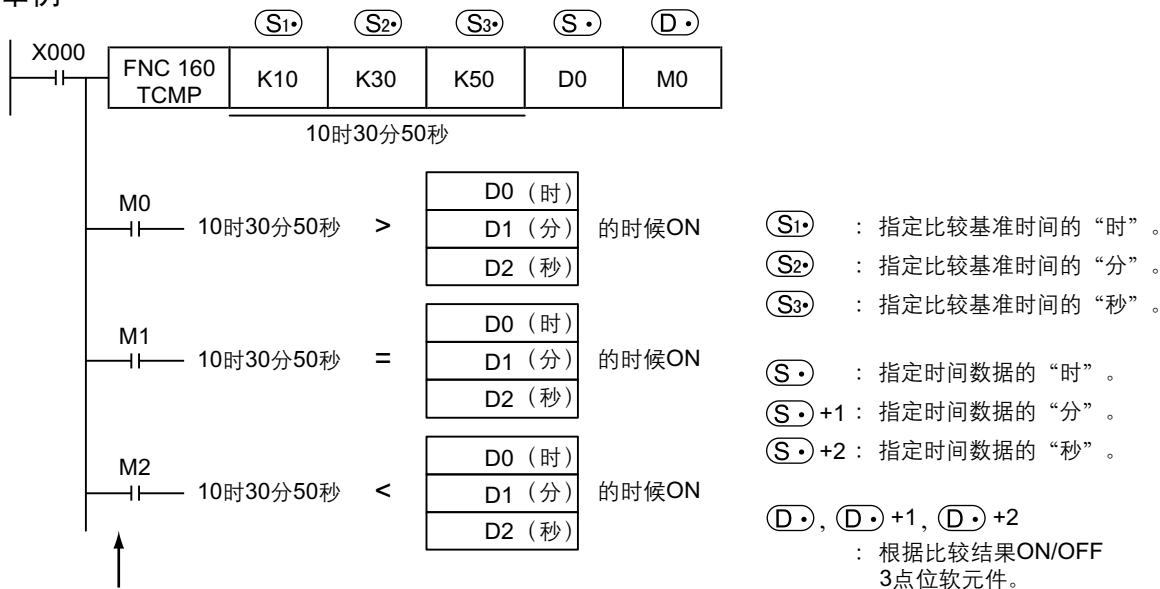 S1• S2• S3• S• D•
X000
FNC 160 TCMP K10 K30 K50 D0 M0
10时30分50秒
M0 10时30分50秒 > D0（时） D1（分） D2（秒） 的时候ON
M1 10时30分50秒 = D0（时） D1（分） D2（秒） 的时候ON
M2 10时30分50秒 < D0（时） D1（分） D2（秒） 的时候ON
S1• ：指定比较基准时间的“时”。
S2• ：指定比较基准时间的“分”。
S3• ：指定比较基准时间的“秒”。
S• ：指定时间数据的“时”。
S•+1：指定时间数据的“分”。
S•+2：指定时间数据的“秒”。
D•, D•+1, D•+2
：根据比较结果ON/OFF
3点位软元件。